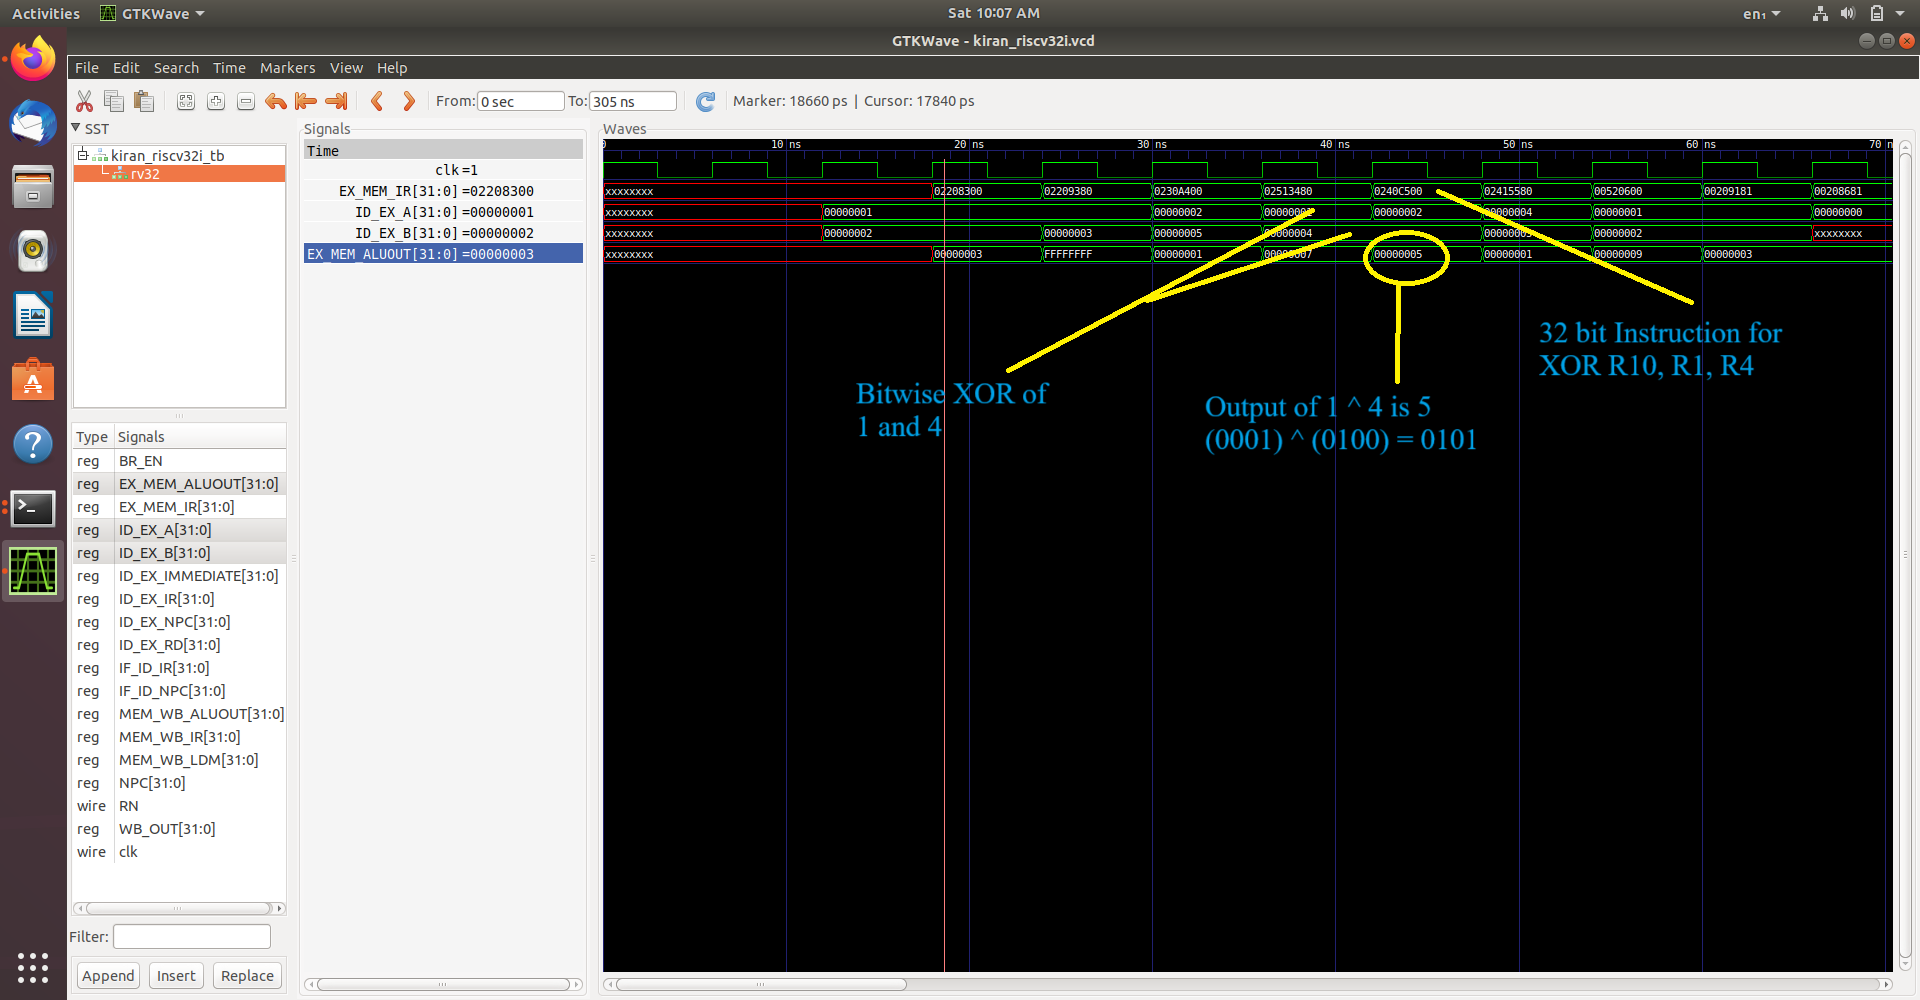 Activities GTKWave Sat 10:07 AM en₁
GTKWave - kiran_riscv32i.vcd
File Edit Search Time Markers View Help
From: 0 sec To: 305 ns Marker: 18660 ps | Cursor: 17840 ps
SST
kiran_riscv32i_tb
rv32
Type Signals
reg BR_EN
reg EX_MEM_ALUOUT[31:0]
reg EX_MEM_IR[31:0]
reg ID_EX_A[31:0]
reg ID_EX_B[31:0]
reg ID_EX_IMMEDIATE[31:0]
reg ID_EX_IR[31:0]
reg ID_EX_NPC[31:0]
reg ID_EX_RD[31:0]
reg IF_ID_IR[31:0]
reg IF_ID_NPC[31:0]
reg MEM_WB_ALUOUT[31:0]
reg MEM_WB_IR[31:0]
reg MEM_WB_LDM[31:0]
reg NPC[31:0]
wire RN
reg WB_OUT[31:0]
wire clk
Filter:
Append Insert Replace
Signals
Time
clk=1
EX_MEM_IR[31:0]=02208300
ID_EX_A[31:0]=00000001
ID_EX_B[31:0]=00000002
EX_MEM_ALUOUT[31:0]=00000003
Waves
0 10 ns 20 ns 30 ns 40 ns 50 ns 60 ns 70 n
xxxxxxxx 02208300 02209380 0230A400 02513480 0240C500 02415580 00520600 00209181 00208681
xxxxxxxx 00000001 00000002 00000002 00000004 00000001 00000000
xxxxxxxx 00000002 00000003 00000005 00000004 00000002 xxxxxxxx
xxxxxxxx 00000003 FFFFFFFF 00000001 00000007 00000005 00000001 00000009 00000003
Bitwise XOR of
1 and 4
Output of 1 ^ 4 is 5
(0001) ^ (0100) = 0101
32 bit Instruction for
XOR R10, R1, R4